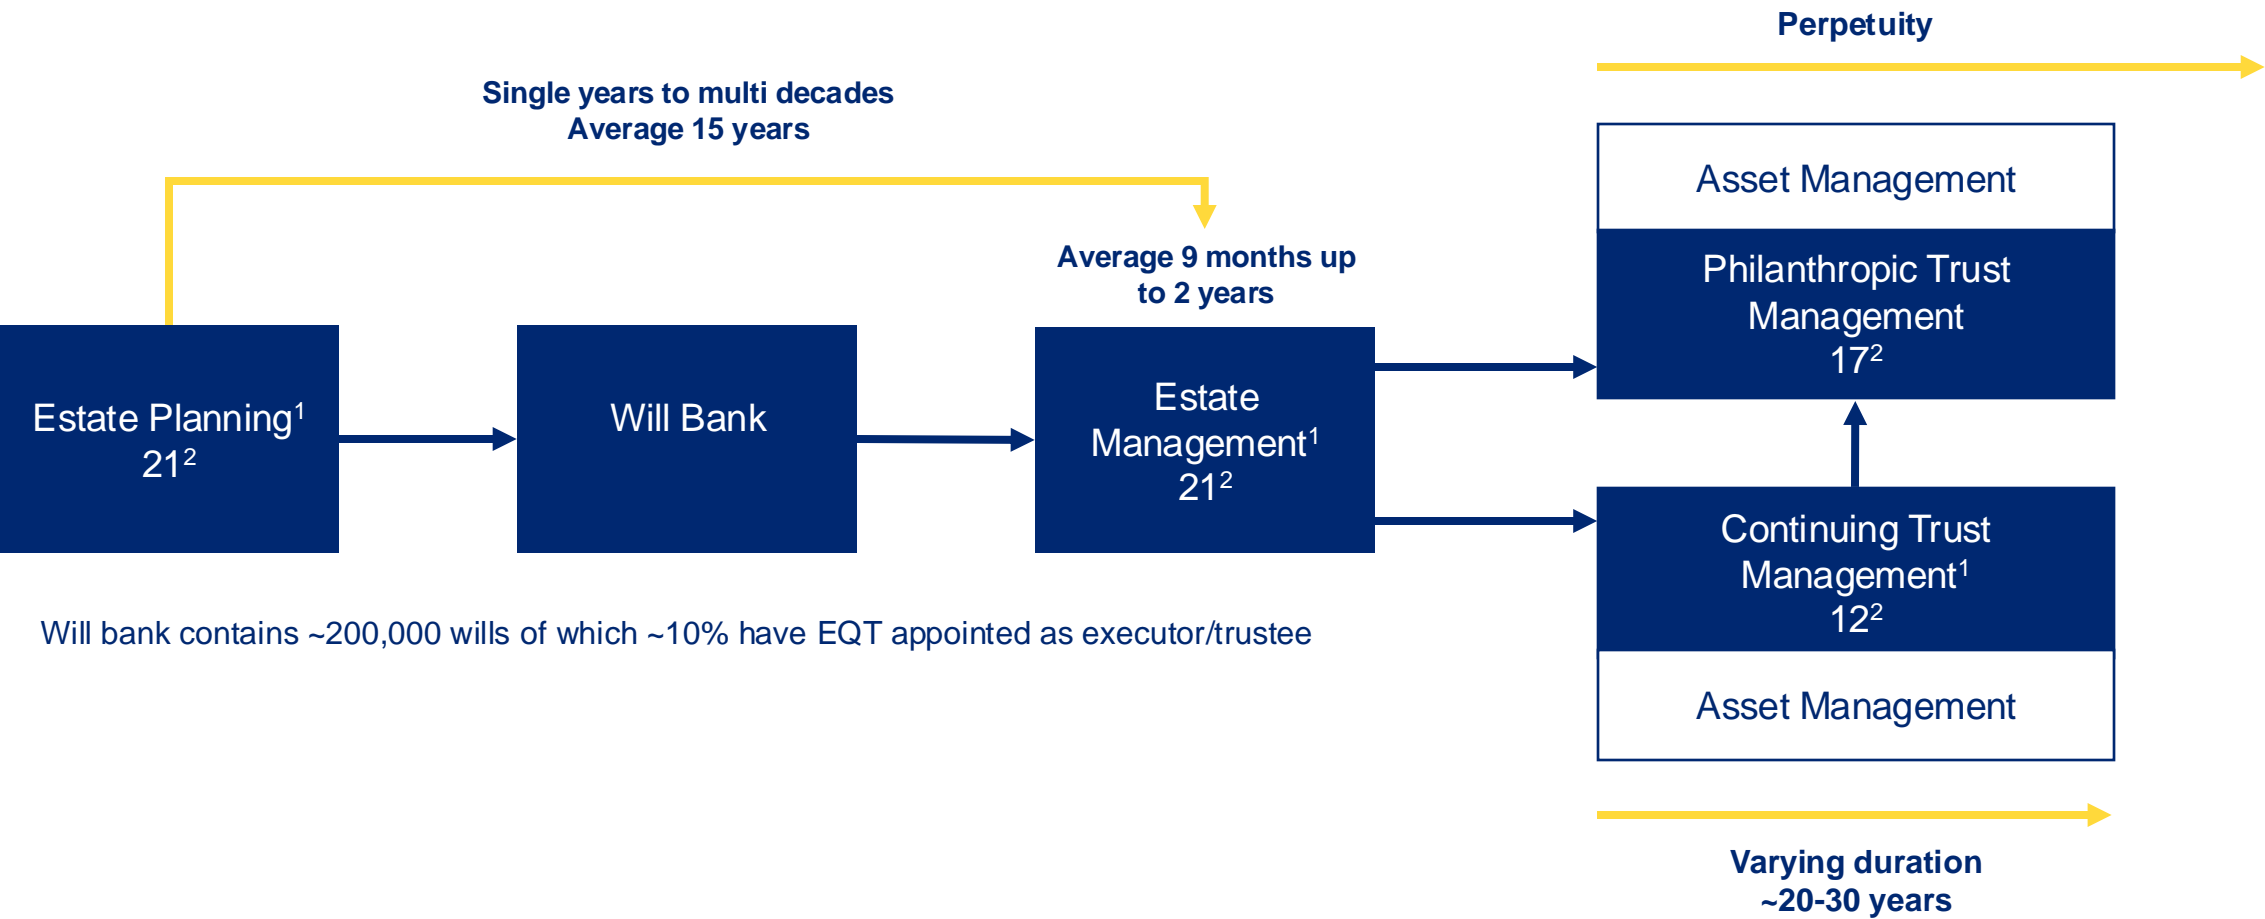 Perpetuity
Single years to multi decades
Average 15 years
Asset Management
Average 9 months up
to 2 years
Philanthropic Trust
Management
17²
Estate Planning¹
21²
Will Bank
Estate
Management¹
21²
Continuing Trust
Management¹
12²
Asset Management
Will bank contains ~200,000 wills of which ~10% have EQT appointed as executor/trustee
Varying duration
~20-30 years